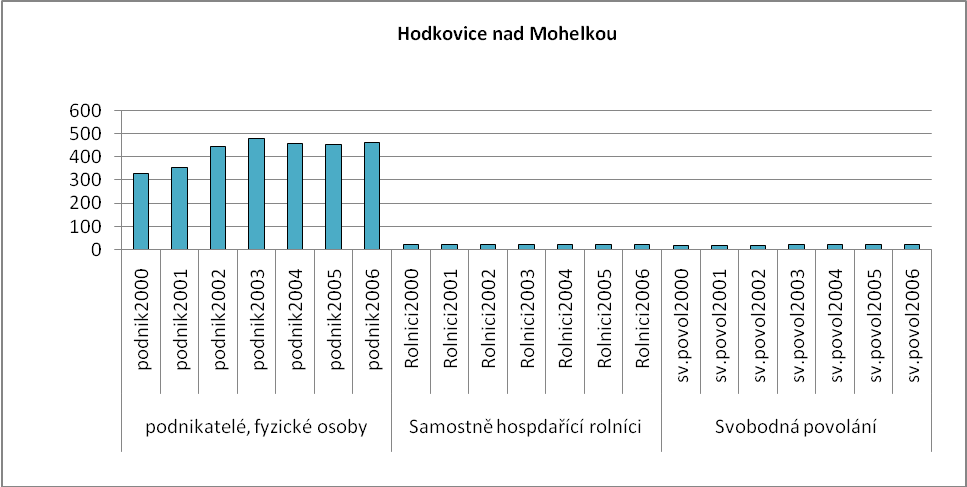 Hodkovice nad Mohelkou
600
500
400
300
200
100
0
podnik2000
podnik2001
podnik2002
podnik2003
podnik2004
podnik2005
podnik2006
Rolnici2000
Rolnici2001
Rolnici2002
Rolnici2003
Rolnici2004
Rolnici2005
Rolnici2006
sv.povol2000
sv.povol2001
sv.povol2002
sv.povol2003
sv.povol2004
sv.povol2005
sv.povol2006
podnikatelé, fyzické osoby
Samostně hospdařící rolníci
Svobodná povolání